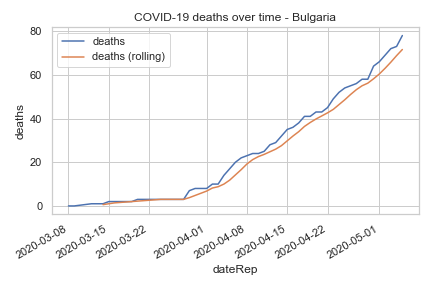 COVID-19 deaths over time - Bulgaria
deaths
deaths (rolling)
deaths
80
60
40
20
0
2020-03-08
2020-03-15
2020-03-22
2020-04-01
2020-04-08
2020-04-15
2020-04-22
2020-05-01
dateRep